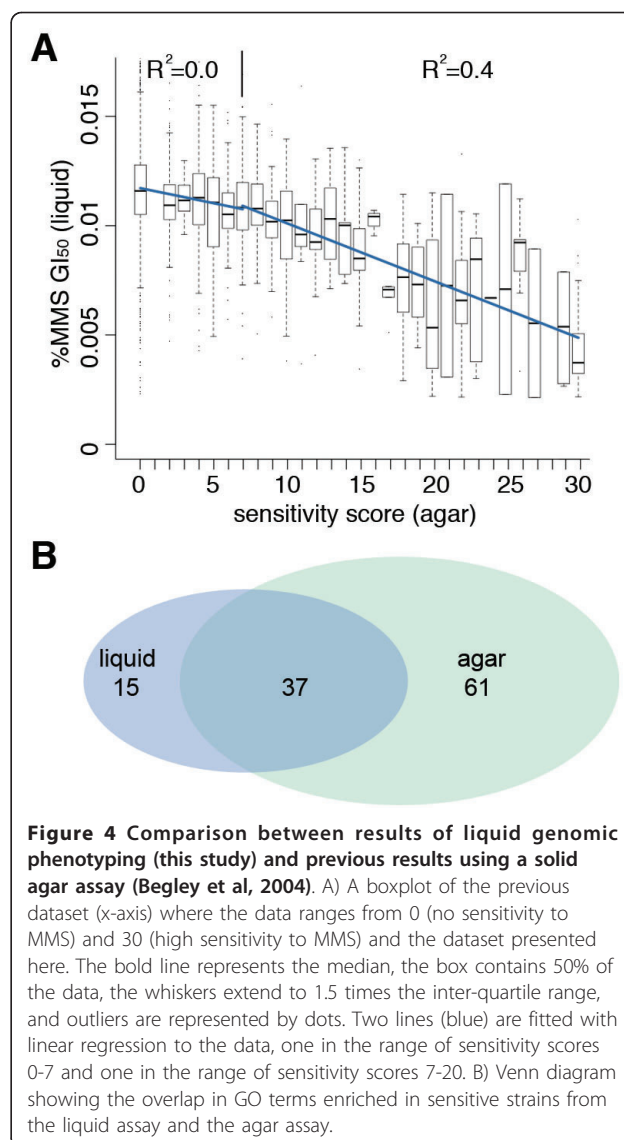 A
R²=0.0
R²=0.4
0.015
0.01
0.005
0
%MMS GI₅₀ (liquid)
0 5 10 15 20 25 30
sensitivity score (agar)
B
liquid
15
37
agar
61
Figure 4 Comparison between results of liquid genomic
phenotyping (this study) and previous results using a solid
agar assay (Begley et al, 2004). A) A boxplot of the previous
dataset (x-axis) where the data ranges from 0 (no sensitivity to
MMS) and 30 (high sensitivity to MMS) and the dataset presented
here. The bold line represents the median, the box contains 50% of
the data, the whiskers extend to 1.5 times the inter-quartile range,
and outliers are represented by dots. Two lines (blue) are fitted with
linear regression to the data, one in the range of sensitivity scores
0-7 and one in the range of sensitivity scores 7-20. B) Venn diagram
showing the overlap in GO terms enriched in sensitive strains from
the liquid assay and the agar assay.